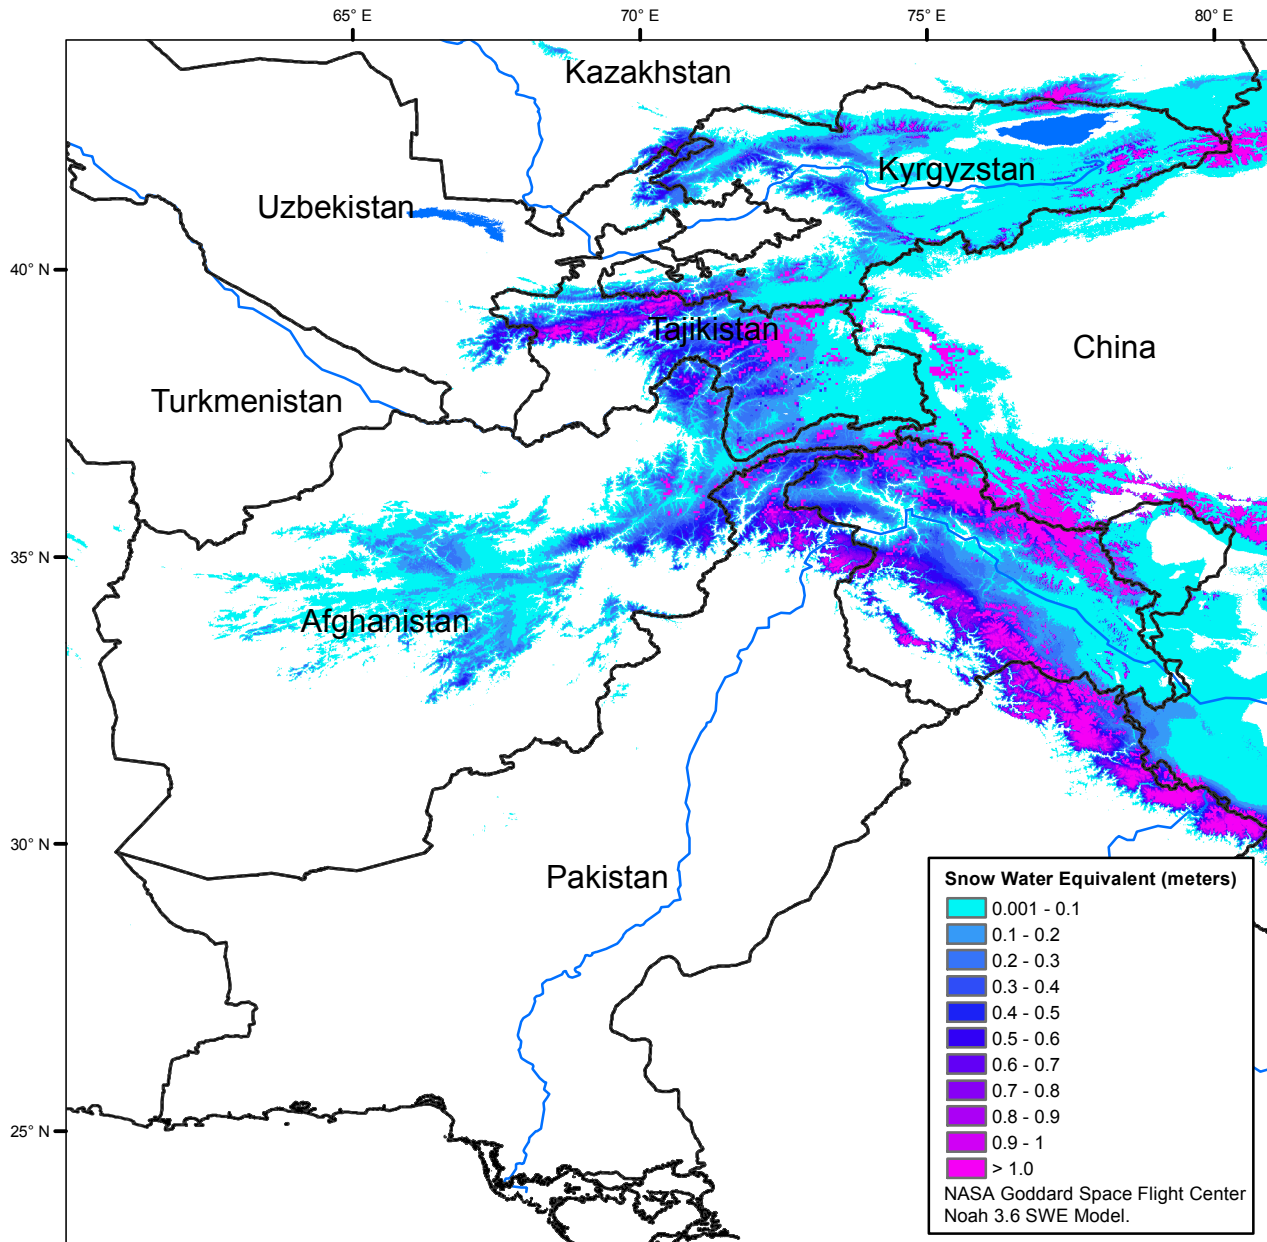 65° E
70° E
75° E
80° E
Kazakhstan
Kyrgyzstan
Uzbekistan
40° N
Tajikistan
China
Turkmenistan
35° N
Afghanistan
30° N
Pakistan
25° N
Snow Water Equivalent (meters)
0.001 - 0.1
0.1 - 0.2
0.2 - 0.3
0.3 - 0.4
0.4 - 0.5
0.5 - 0.6
0.6 - 0.7
0.7 - 0.8
0.8 - 0.9
0.9 - 1
> 1.0
NASA Goddard Space Flight Center
Noah 3.6 SWE Model.